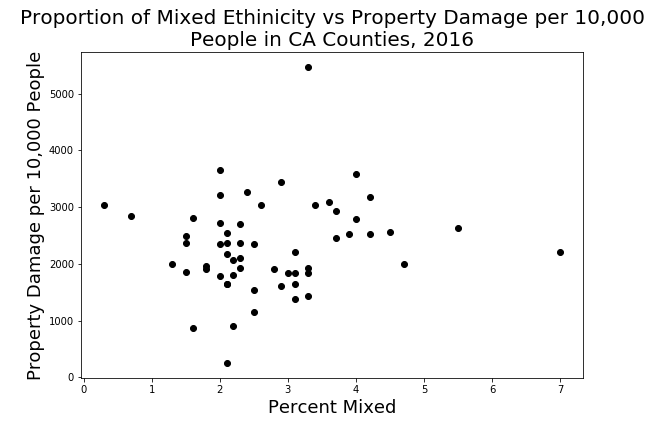 Proportion of Mixed Ethinicity vs Property Damage per 10,000
People in CA Counties, 2016
Property Damage per 10,000 People
5000
4000
3000
2000
1000
0
0 1 2 3 4 5 6 7
Percent Mixed